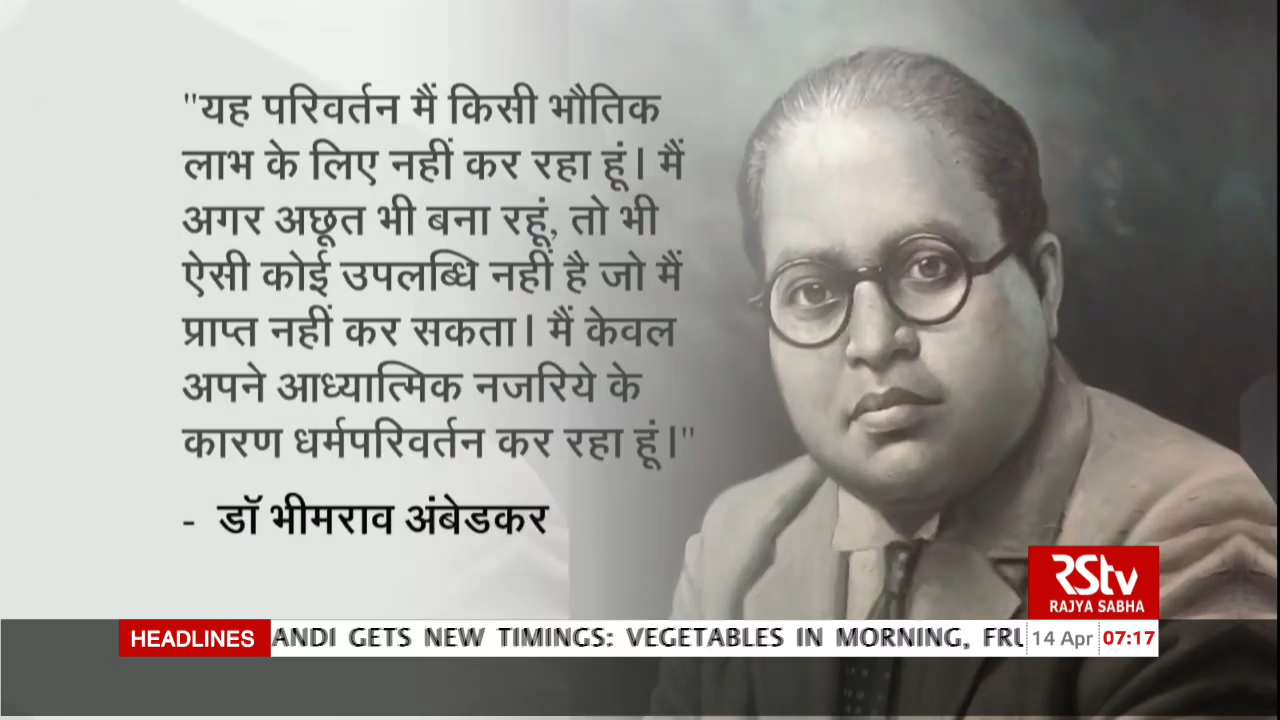 "यह परिवर्तन मैं किसी भौतिक
लाभ के लिए नहीं कर रहा हूं। मैं
अगर अछूत भी बना रहूं, तो भी
ऐसी कोई उपलब्धि नहीं है जो मैं
प्राप्त नहीं कर सकता। मैं केवल
अपने आध्यात्मिक नजरिये के
कारण धर्मपरिवर्तन कर रहा हूं।"
- डॉ भीमराव अंबेडकर
RStv
RAJYA SABHA
HEADLINES ANDI GETS NEW TIMINGS: VEGETABLES IN MORNING, FRU 14 Apr 07:17